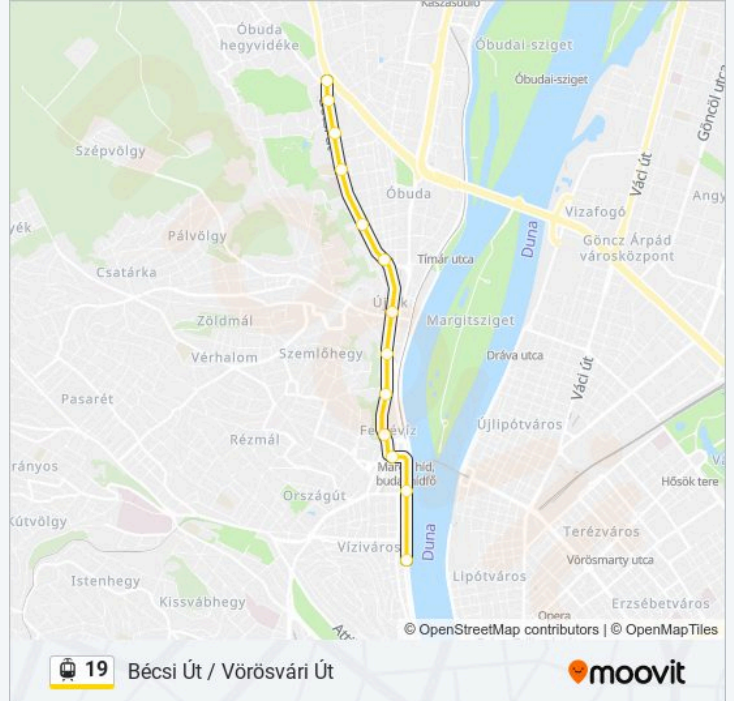 Kaszásdűlő
Óbuda
hegyvidéke
Óbudai-sziget
Óbudai-sziget
Göncöl utca
Szépvölgy
Váci út
Óbuda
Angy
Vizafogó
yék
Pálvölgy
Duna
Göncz Árpád
városközpont
Csatárka
Tímár utca
Zöldmál
Margitsziget
Vérhalom
Szemlőhegy
Dráva utca
Váci út
Pasarét
Újlipótváros
Rézmál
rányos
Hősök tere
Országút
kútvölgy
Terézváros
Víziváros
Duna
Vörösmarty utca
Lipótváros
Istenhegy
Kissvábhegy
Erzsébetváros
Opera
© OpenStreetMap contributors | © OpenMapTiles
19 Bécsi Út / Vörösvári Út
moovit